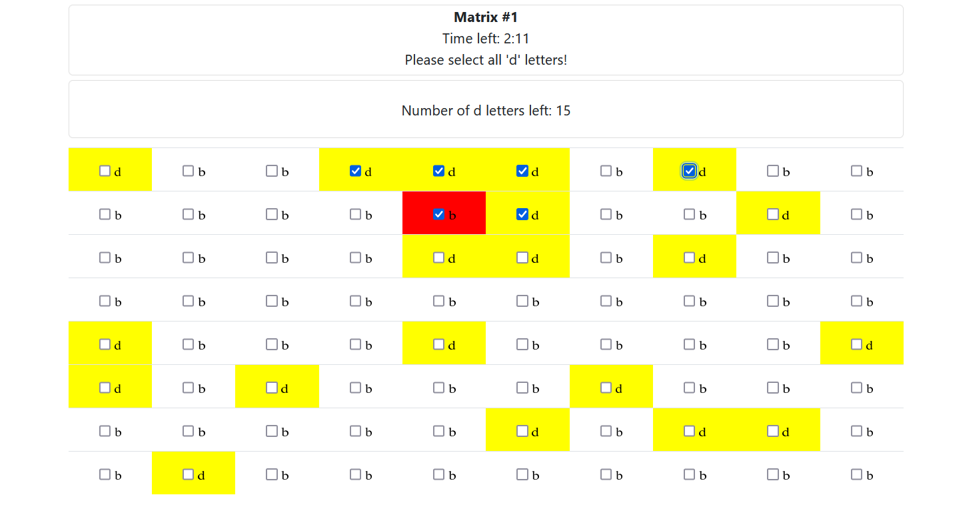 Matrix #1
Time left: 2:11
Please select all 'd' letters!
Number of d letters left: 15
d b b d d d b d b b
b b b b b d b b d b
b b b b d d b d b b
b b b b b b b b b b
d b b b d b b b b d
d b d b b b d b b b
b b b b b d b d d b
b d b b b b b b b b